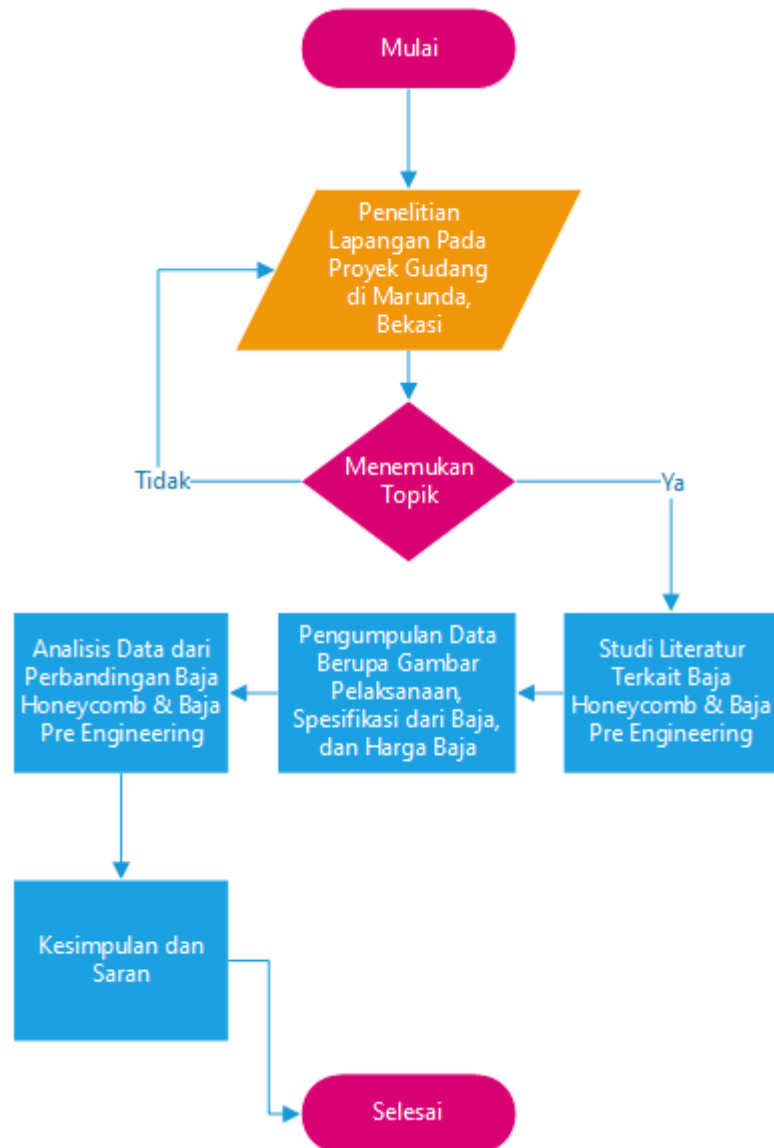 Mulai
Penelitian
Lapangan Pada
Proyek Gudang
di Marunda,
Bekasi
Menemukan
Topik
Tidak
Ya
Studi Literatur
Terkait Baja
Honeycomb & Baja
Pre Engineering
Pengumpulan Data
Berupa Gambar
Pelaksanaan,
Spesifikasi dari Baja,
dan Harga Baja
Analisis Data dari
Perbandingan Baja
Honeycomb & Baja
Pre Engineering
Kesimpulan dan
Saran
Selesai